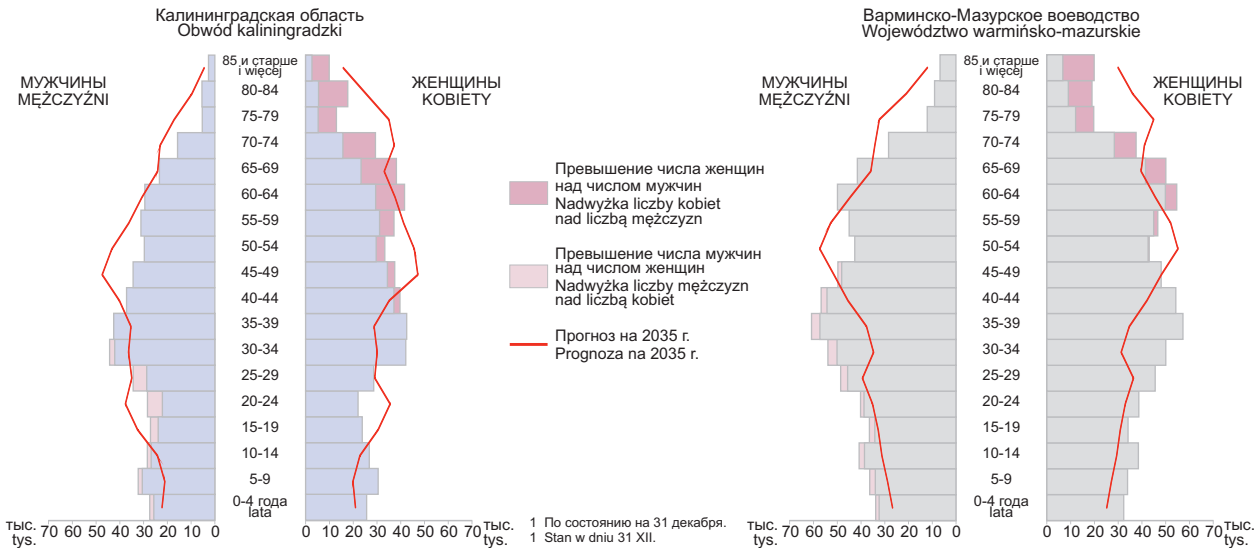 Калининградская область
Obwód kaliningradzki
МУЖЧИНЫ
MĘŻCZYŹNI
ЖЕНЩИНЫ
KOBIETY
85 и старше
i więcej
80-84
75-79
70-74
65-69
60-64
55-59
50-54
45-49
40-44
35-39
30-34
25-29
20-24
15-19
10-14
5-9
0-4 года
lata
тыс.
tys.
70 60 50 40 30 20 10 0
0 10 20 30 40 50 60 70
тыс.
tys.
Превышение числа женщин
над числом мужчин
Nadwyżka liczby kobiet
nad liczbą mężczyzn
Превышение числа мужчин
над числом женщин
Nadwyżka liczby mężczyzn
nad liczbą kobiet
Прогноз на 2035 г.
Prognoza na 2035 r.
1 По состоянию на 31 декабря.
1 Stan w dniu 31 XII.
Варминско-Мазурское воеводство
Województwo warmińsko-mazurskie
МУЖЧИНЫ
MĘŻCZYŹNI
ЖЕНЩИНЫ
KOBIETY
85 и старше
i więcej
80-84
75-79
70-74
65-69
60-64
55-59
50-54
45-49
40-44
35-39
30-34
25-29
20-24
15-19
10-14
5-9
0-4 года
lata
тыс.
tys.
70 60 50 40 30 20 10 0
0 10 20 30 40 50 60 70
тыс.
tys.